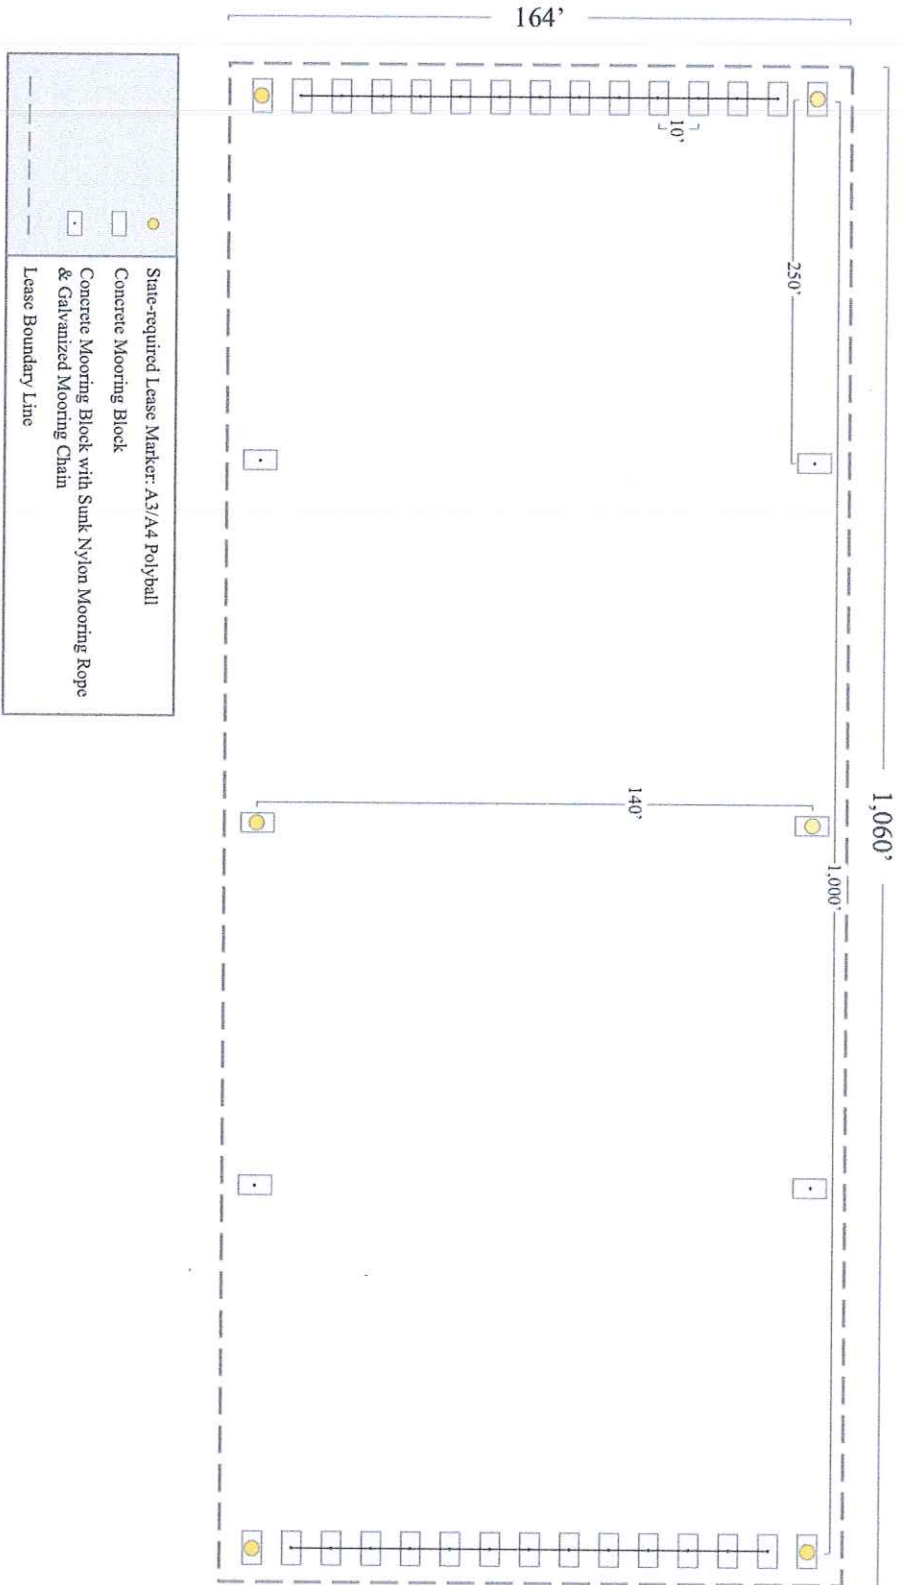 164’
1,060’
10’
250’
1,000’
140’
State-required Lease Marker: A3/A4 Polyball
Concrete Mooring Block
Concrete Mooring Block with Sunk Nylon Mooring Rope
& Galvanized Mooring Chain
Lease Boundary Line